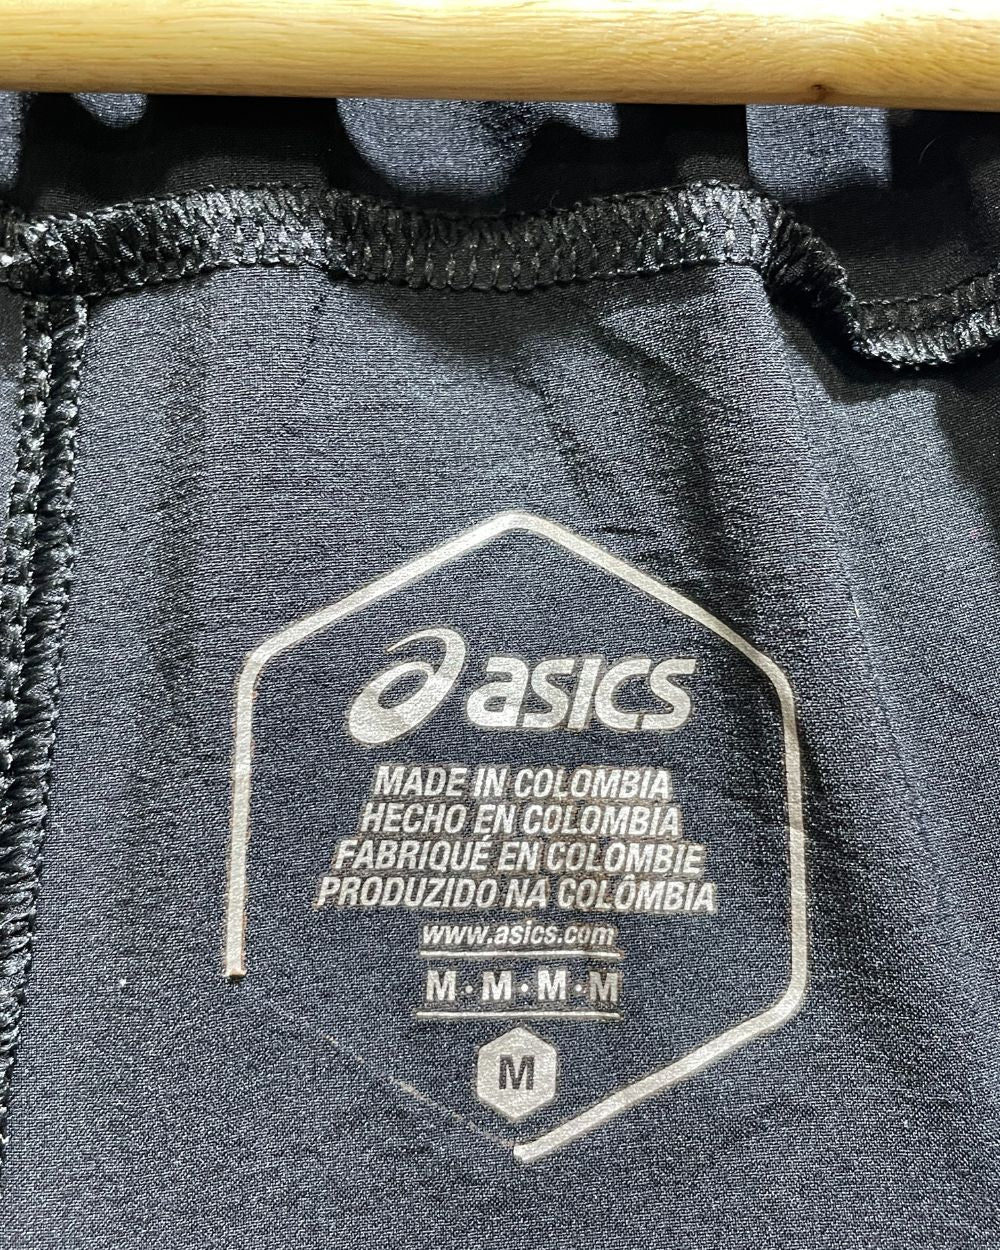 asics
MADE IN COLOMBIA
HECHO EN COLOMBIA
FABRIQUÉ EN COLOMBIE
PRODUZIDO NA COLÔMBIA
www.asics.com
M·M·M·M
M